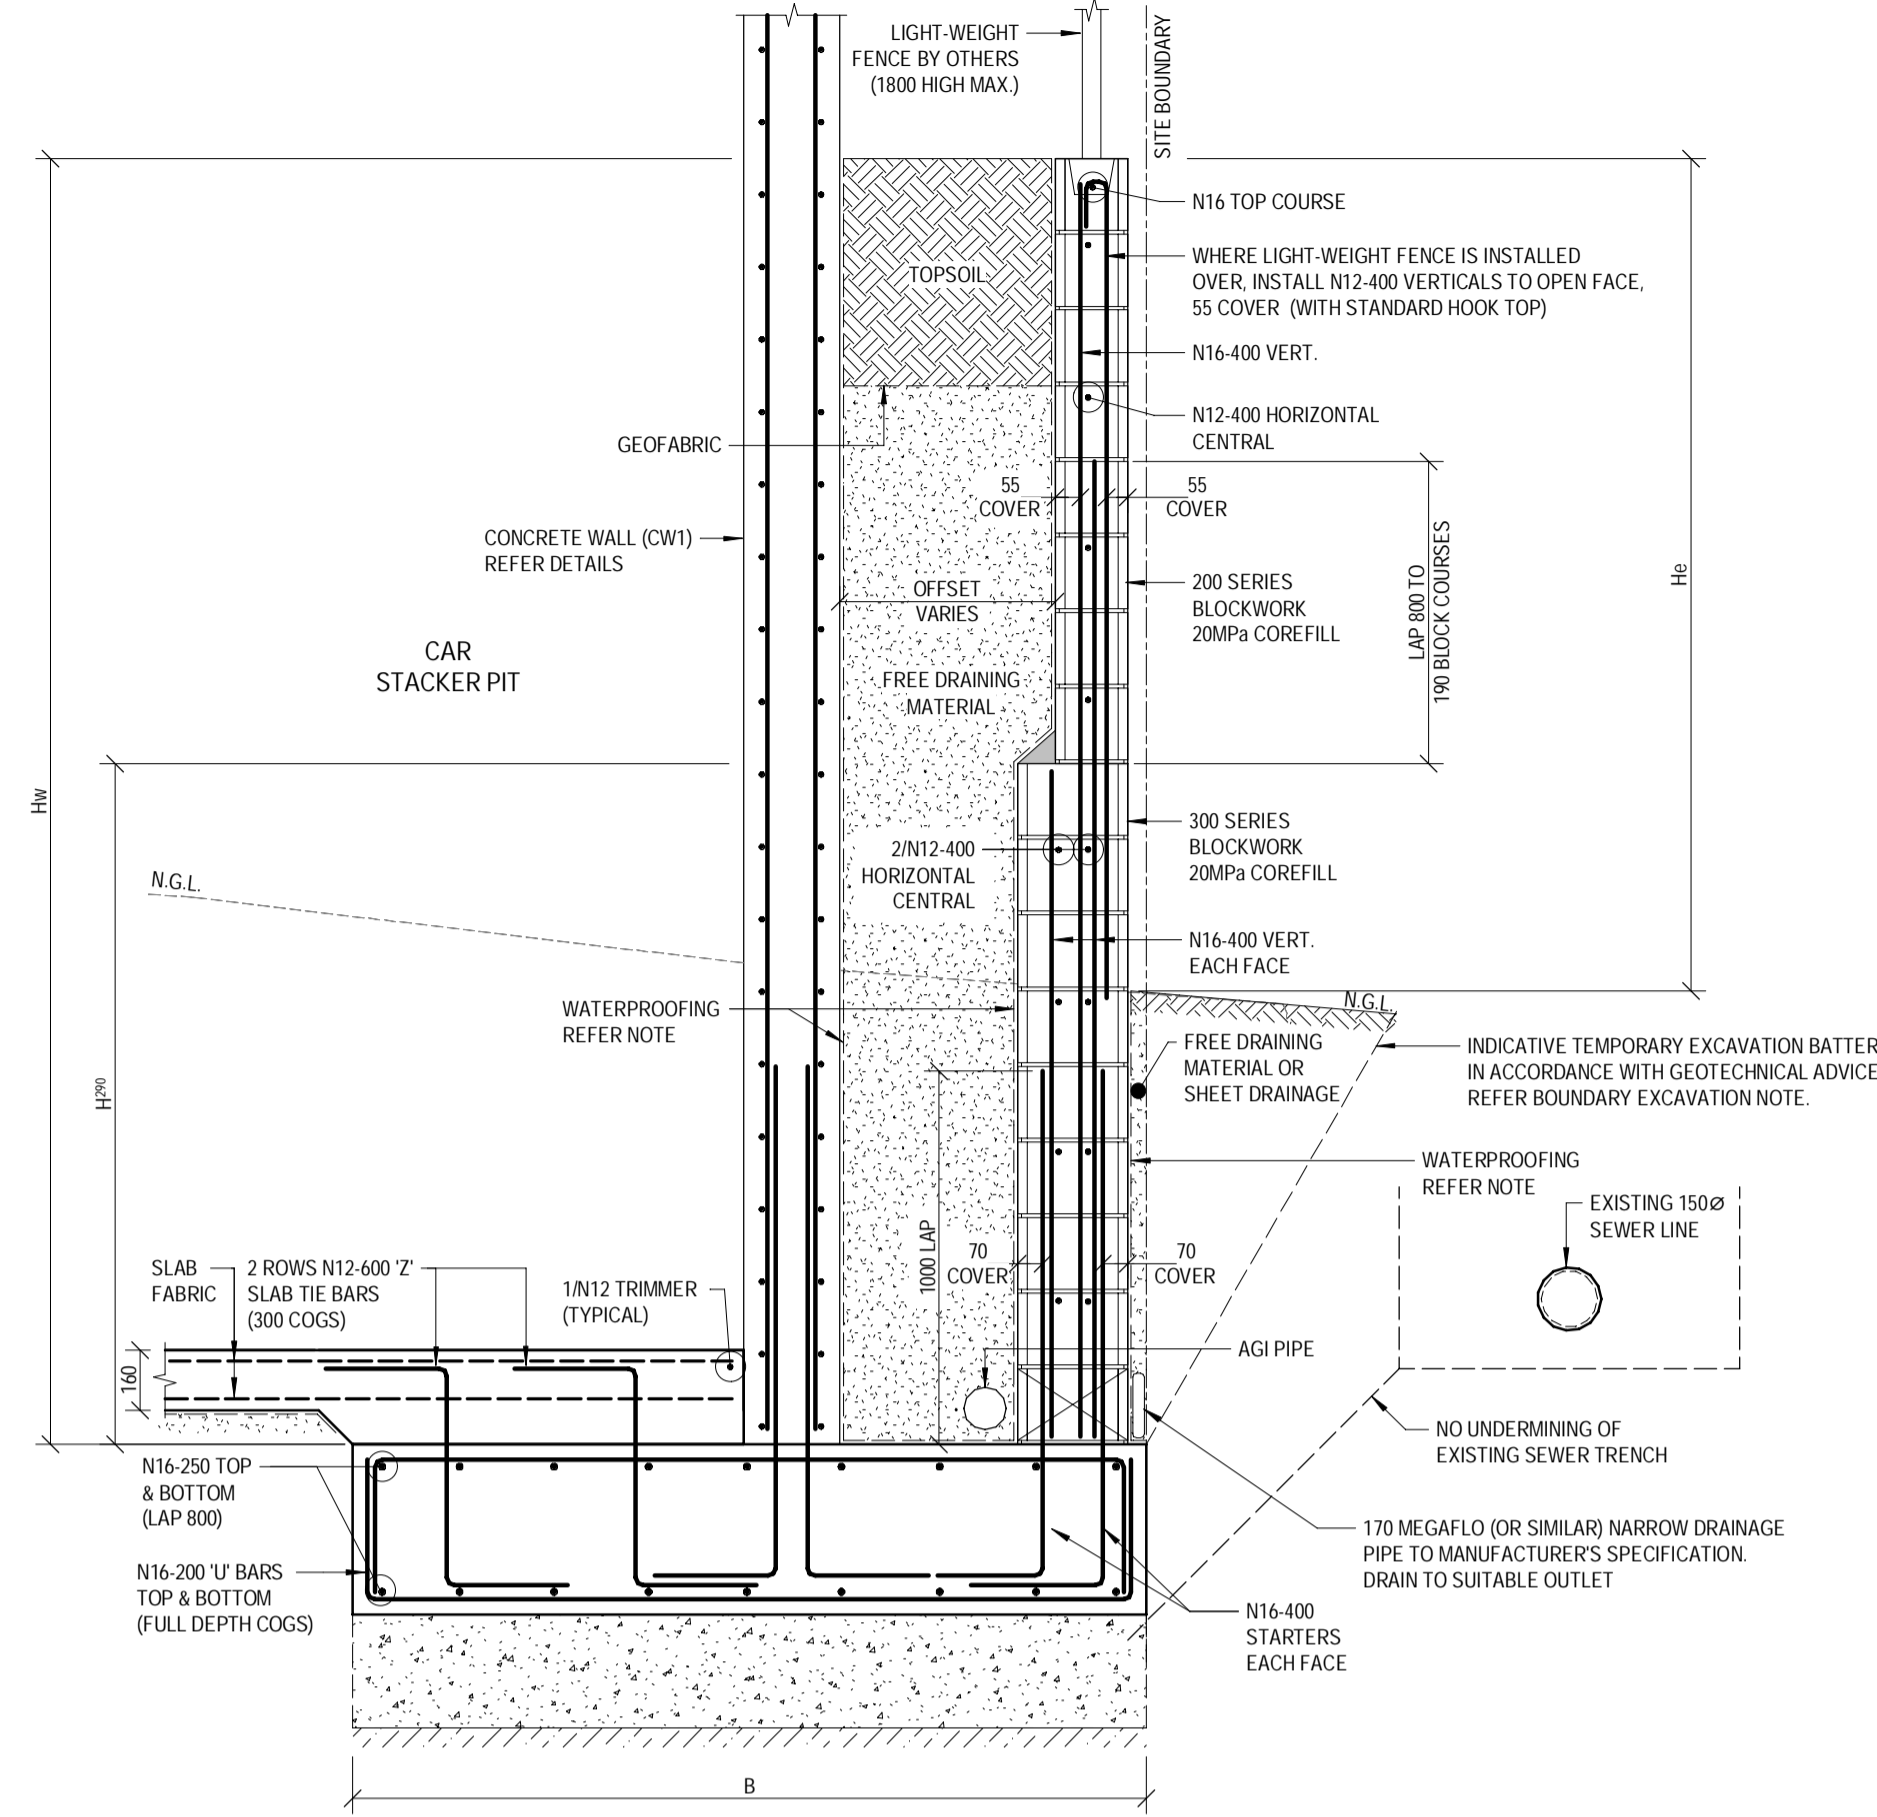 LIGHT-WEIGHT
FENCE BY OTHERS
(1800 HIGH MAX.)
SITE BOUNDARY
N16 TOP COURSE
WHERE LIGHT-WEIGHT FENCE IS INSTALLED
OVER, INSTALL N12-400 VERTICALS TO OPEN FACE,
55 COVER (WITH STANDARD HOOK TOP)
TOPSOIL
N16-400 VERT.
N12-400 HORIZONTAL
CENTRAL
GEOFABRIC
55
COVER
55
COVER
CONCRETE WALL (CW1)
REFER DETAILS
OFFSET
VARIES
200 SERIES
BLOCKWORK
20MPa COREFILL
LAP 800 TO
190 BLOCK COURSES
He
CAR
STACKER PIT
FREE DRAINING
MATERIAL
Hw
300 SERIES
BLOCKWORK
20MPa COREFILL
2/N12-400
HORIZONTAL
CENTRAL
N.G.L.
N16-400 VERT.
EACH FACE
WATERPROOFING
REFER NOTE
N.G.L.
FREE DRAINING
MATERIAL OR
SHEET DRAINAGE
INDICATIVE TEMPORARY EXCAVATION BATTER
IN ACCORDANCE WITH GEOTECHNICAL ADVICE
REFER BOUNDARY EXCAVATION NOTE.
H290
WATERPROOFING
REFER NOTE
EXISTING 150Ø
SEWER LINE
1000 LAP
70
COVER
70
COVER
SLAB
FABRIC
2 ROWS N12-600 'Z'
SLAB TIE BARS
(300 COGS)
1/N12 TRIMMER
(TYPICAL)
AGI PIPE
160
NO UNDERMINING OF
EXISTING SEWER TRENCH
N16-250 TOP
& BOTTOM
(LAP 800)
170 MEGAFLO (OR SIMILAR) NARROW DRAINAGE
PIPE TO MANUFACTURER'S SPECIFICATION.
DRAIN TO SUITABLE OUTLET
N16-200 'U' BARS
TOP & BOTTOM
(FULL DEPTH COGS)
N16-400
STARTERS
EACH FACE
B